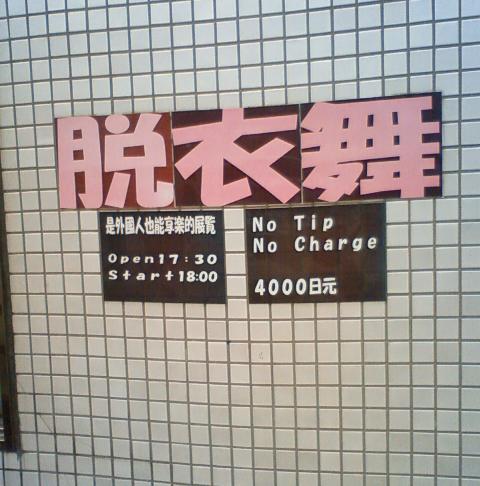 脱衣舞
是外國人也能享楽的展覧
Open17:30
Start18:00
No Tip
No Charge
4000日元